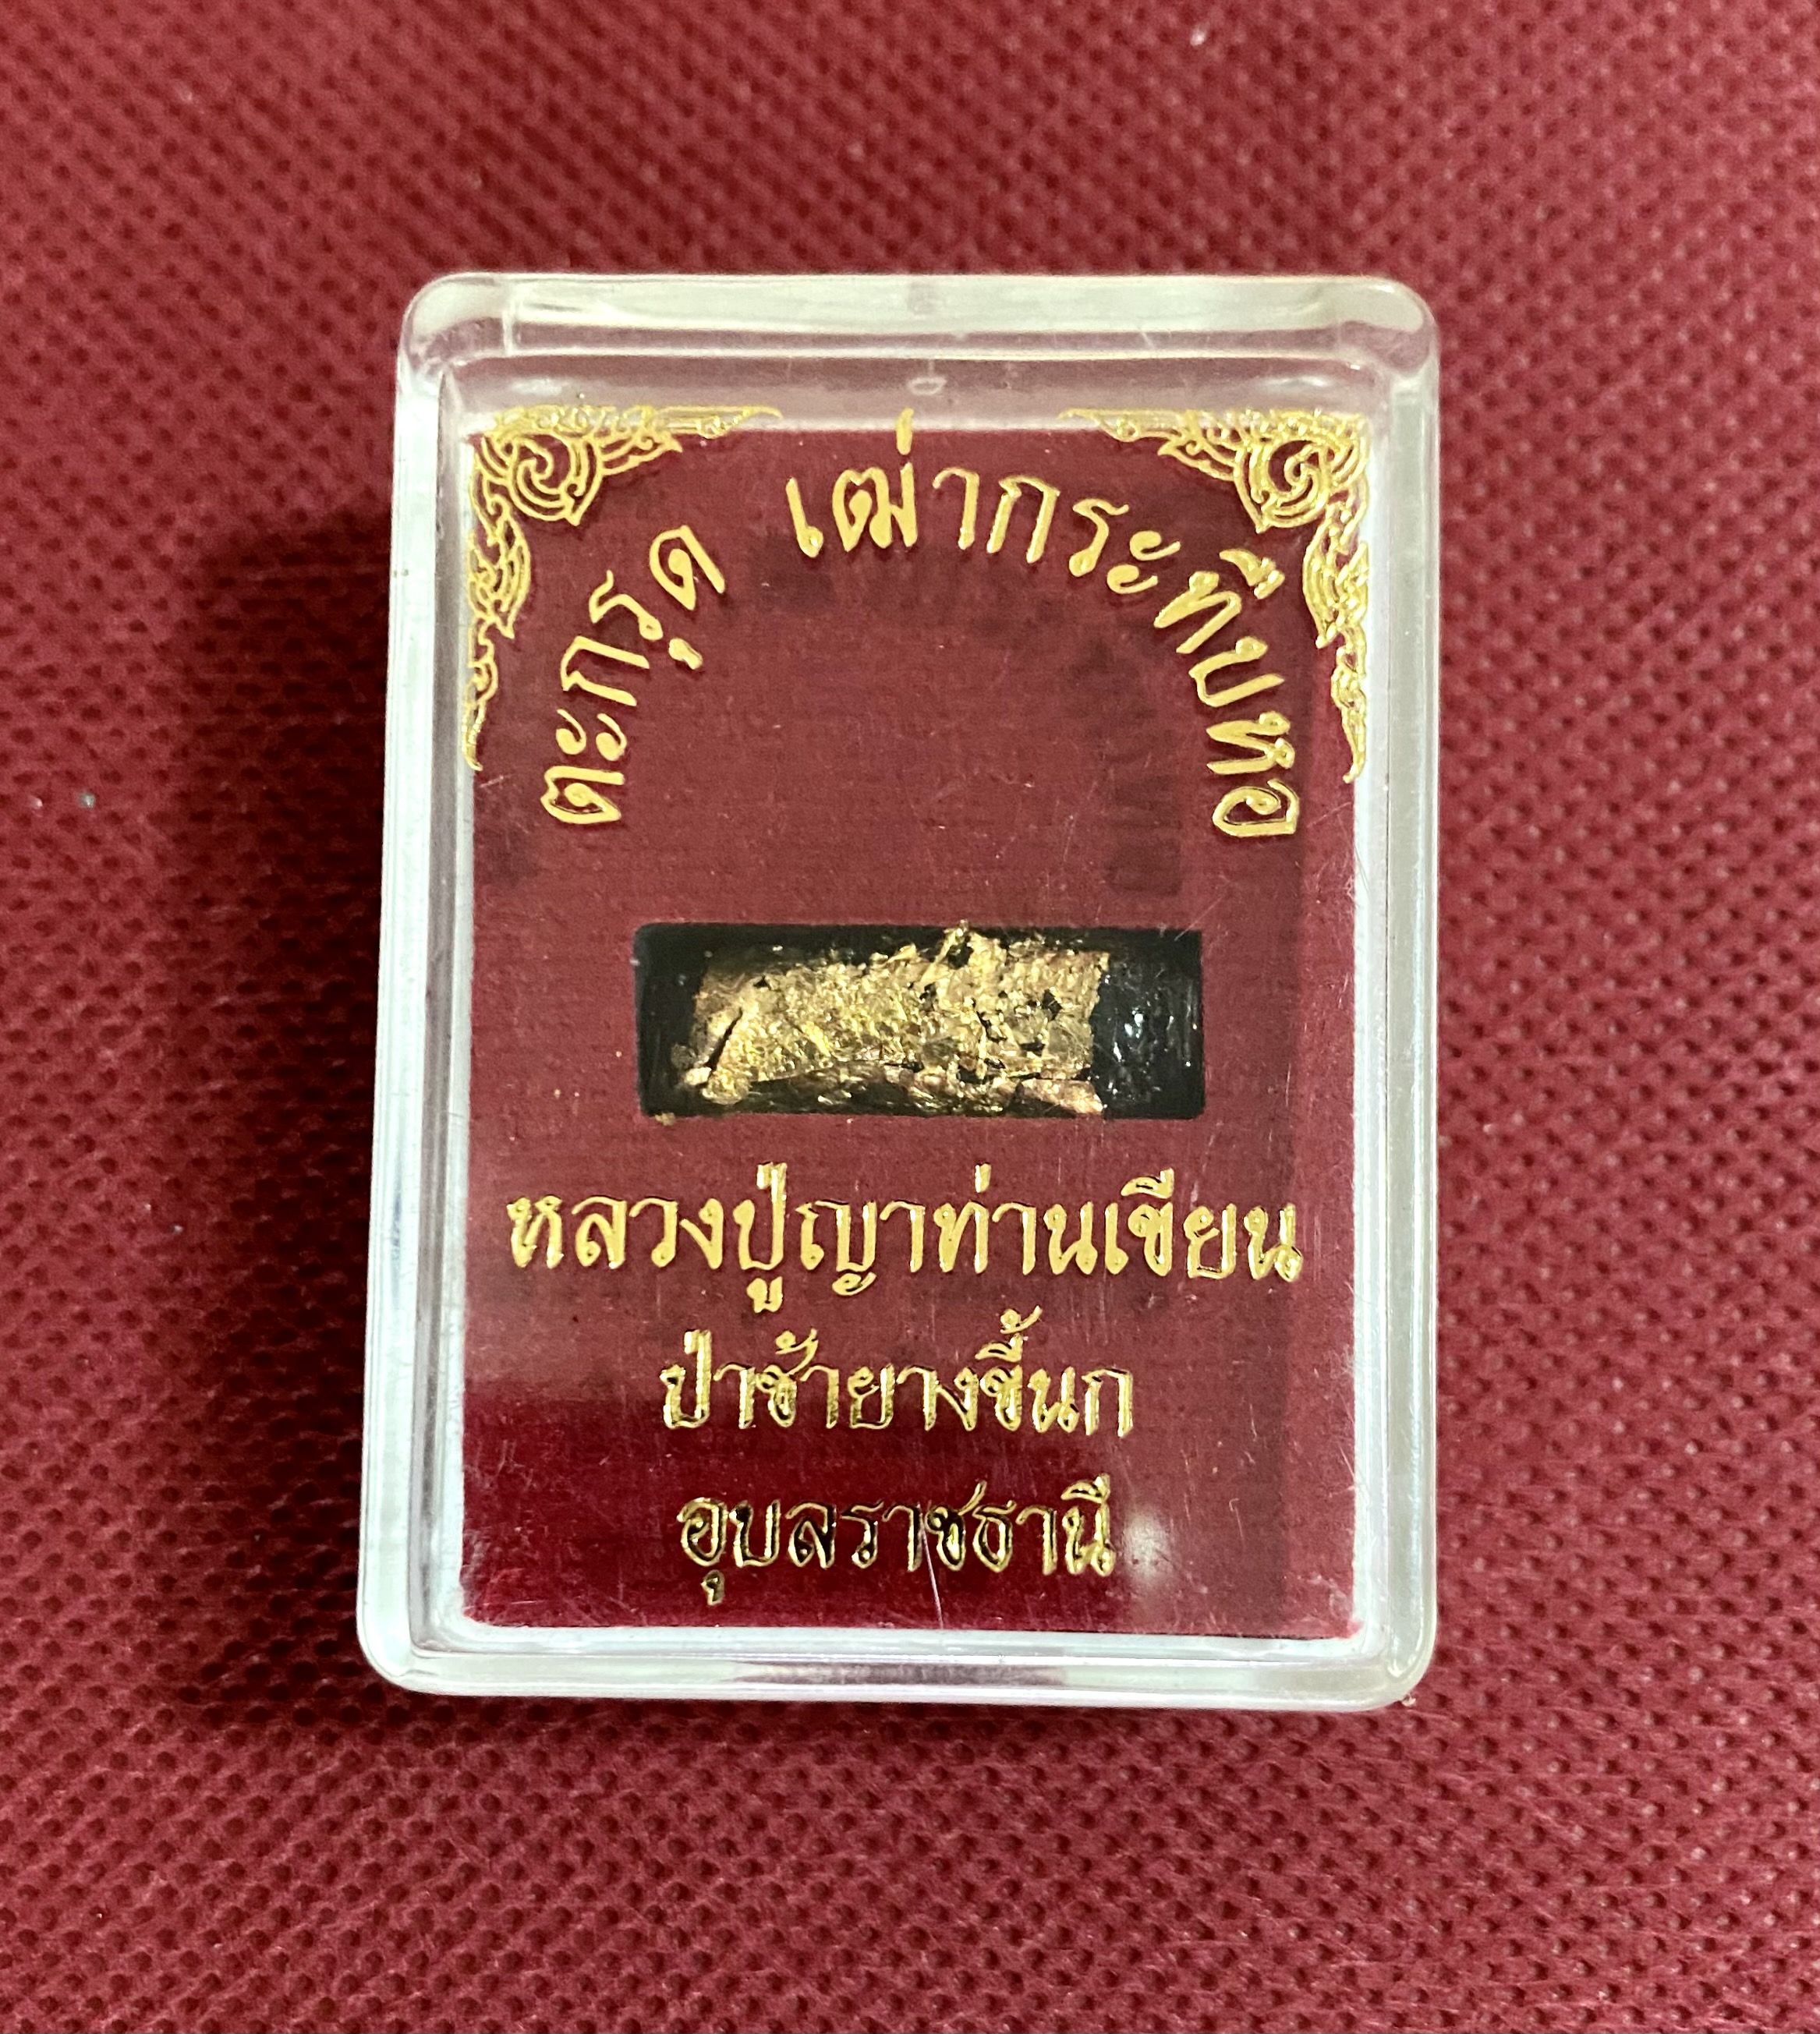 ตะกรุด เฒ่ากระทืบหอ
หลวงปู่ญาท่านเขียน
ป่าช้ายางขี้นก
อุบลราชธานี